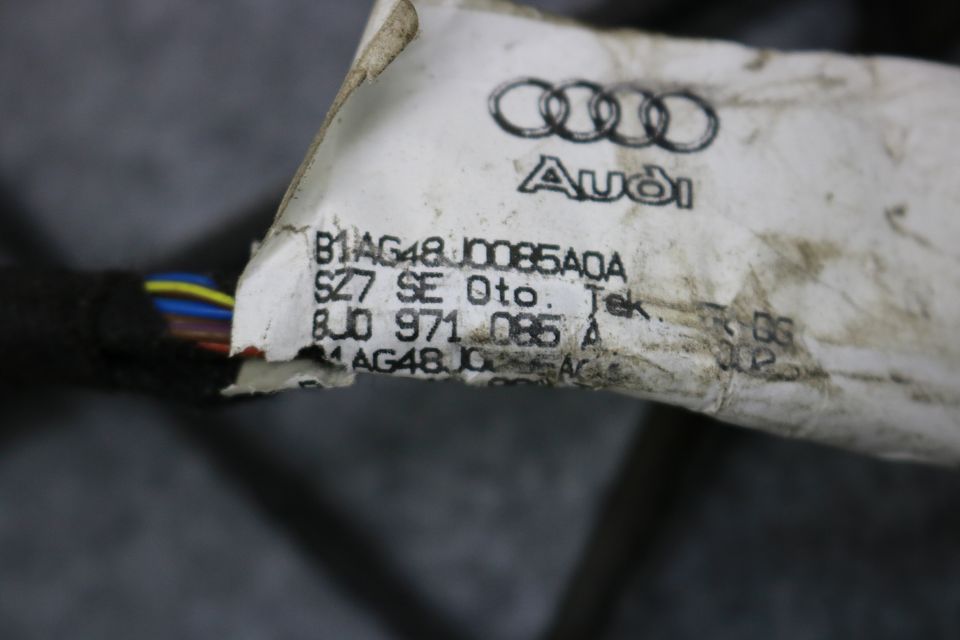 Audi
B1AG48J0085A0A
SZ7 SE Oto. Tek.
8J0 971 085 A